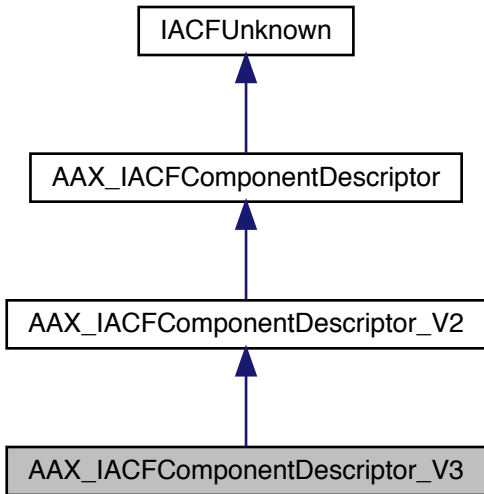 IACFUnknown
AAX_IACFComponentDescriptor
AAX_IACFComponentDescriptor_V2
AAX_IACFComponentDescriptor_V3